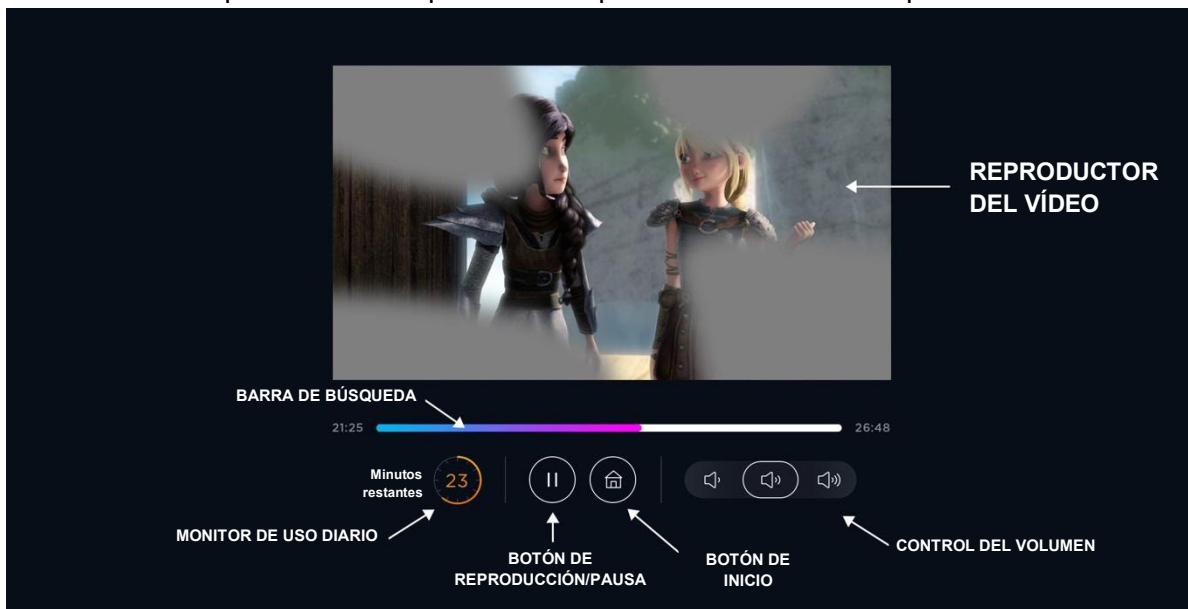 REPRODUCTOR
DEL VÍDEO
BARRA DE BÚSQUEDA
21:25
26:48
Minutos
restantes
23
MONITOR DE USO DIARIO
BOTÓN DE
REPRODUCCIÓN/PAUSA
BOTÓN DE
INICIO
CONTROL DEL VOLUMEN